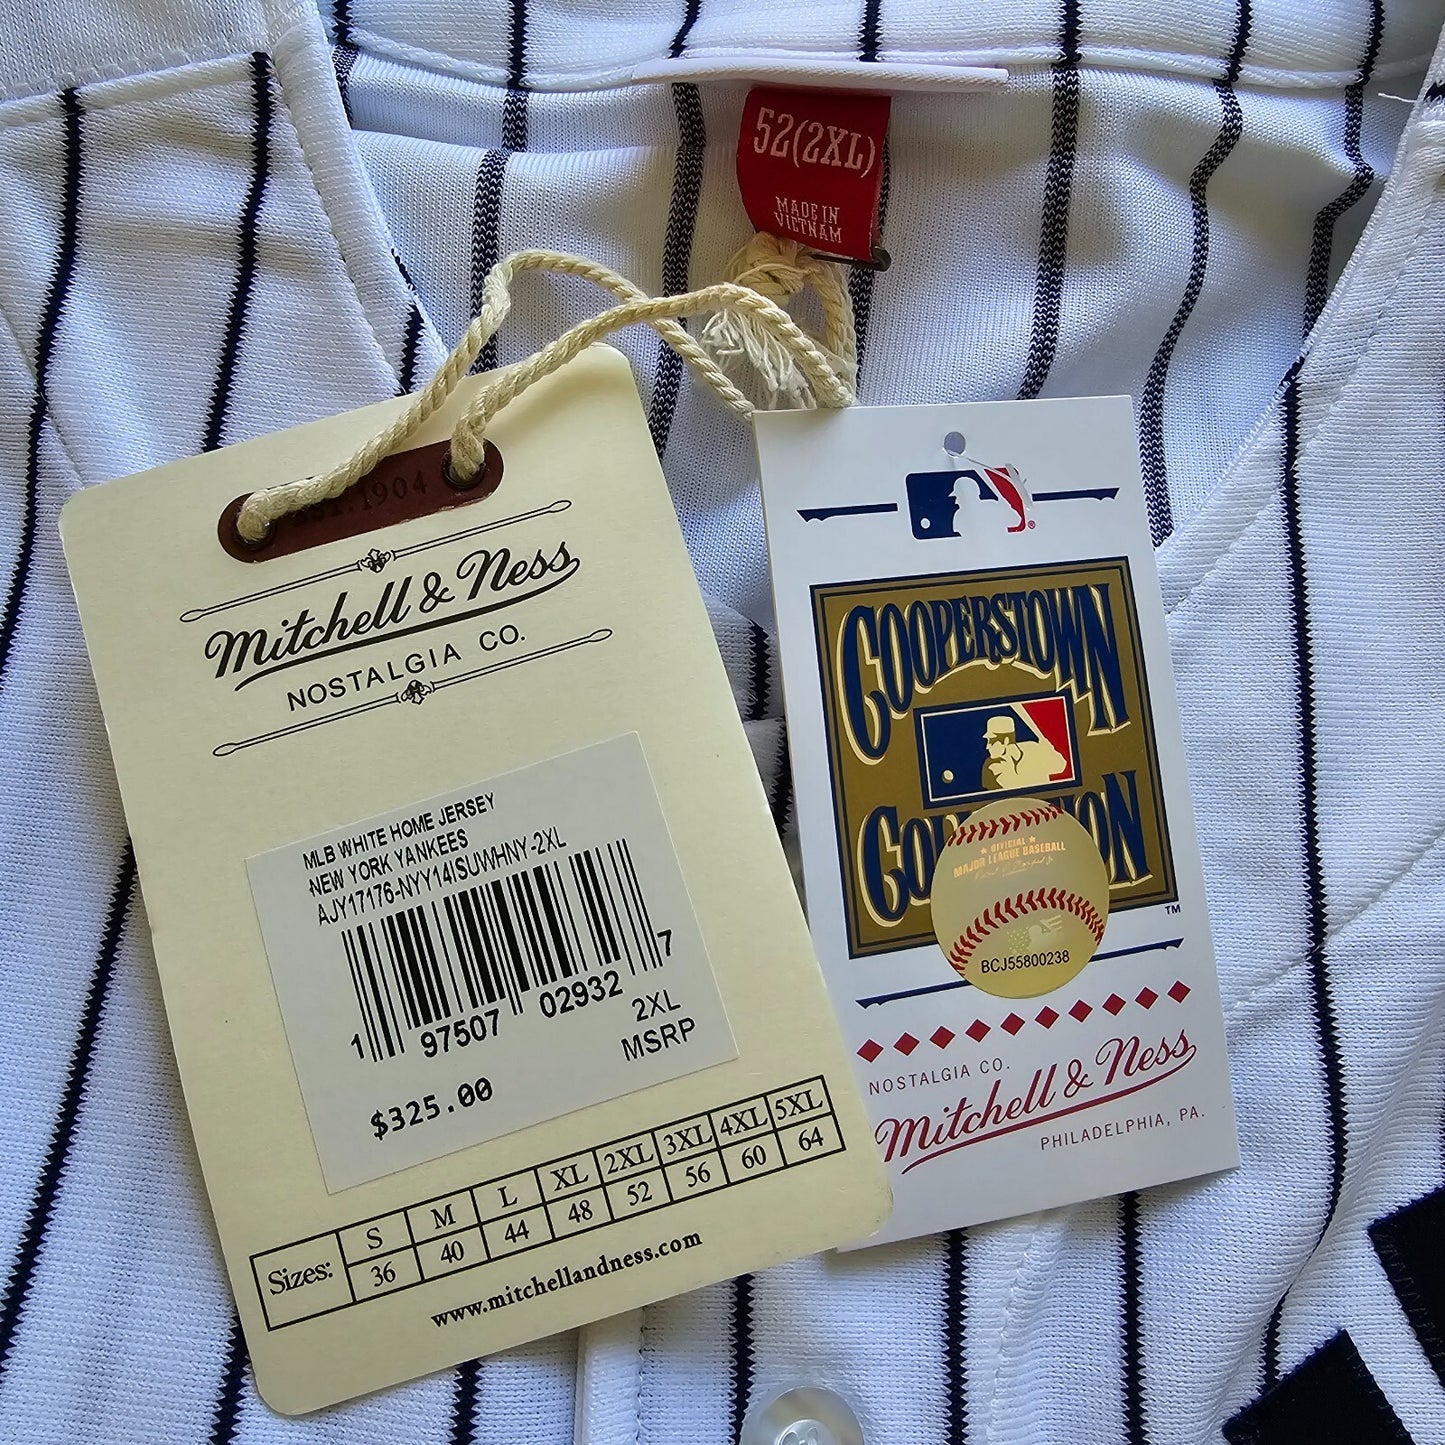 52(2XL)
MADE IN
VIETNAM
EST. 1904
Mitchell & Ness
NOSTALGIA CO.
MLB WHITE HOME JERSEY
NEW YORK YANKEES
AJY17176-NYY14ISUWHNY-2XL
1 97507 02932 7
2XL
MSRP
$325.00
Sizes: S M L XL 2XL 3XL 4XL 5XL
36 40 44 48 52 56 60 64
www.mitchellandness.com
®
COOPERSTOWN
COLLECTION
TM
★ OFFICIAL ★
MAJOR LEAGUE BASEBALL
BCJ55800238
NOSTALGIA CO.
Mitchell & Ness
PHILADELPHIA, PA.